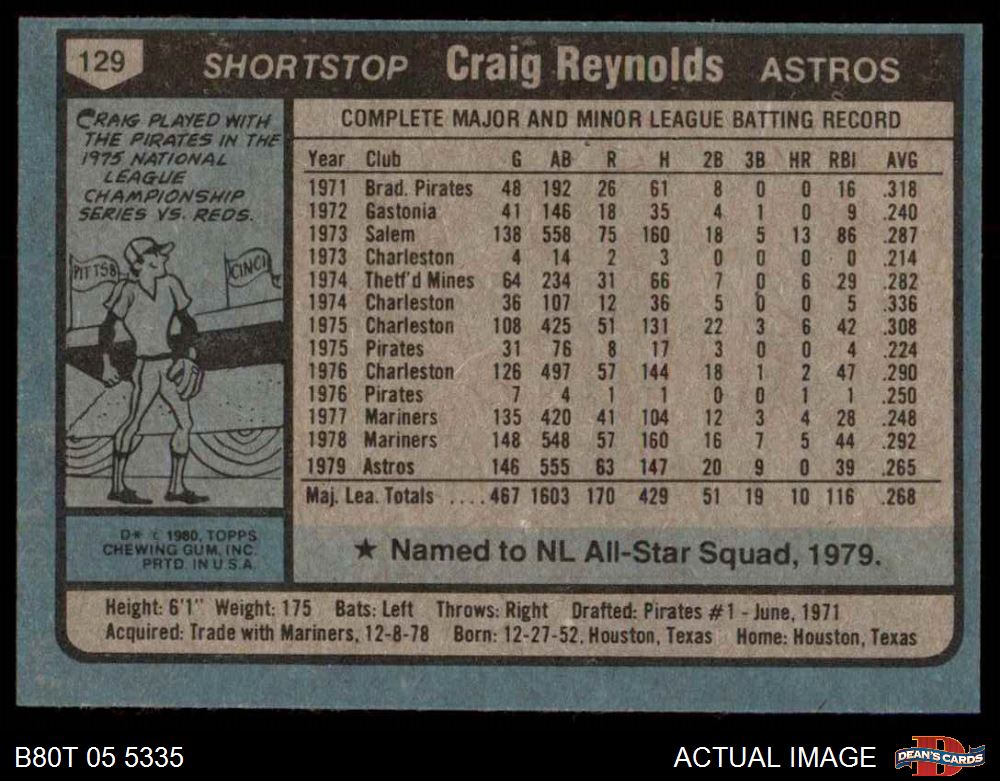 129 SHORTSTOP Craig Reynolds ASTROS
CRAIG PLAYED WITH
THE PIRATES IN THE
1975 NATIONAL
LEAGUE
CHAMPIONSHIP
SERIES VS. REDS.
PITTSB
CINCI
D* © 1980, TOPPS
CHEWING GUM, INC.
PRTD. IN U.S.A.
COMPLETE MAJOR AND MINOR LEAGUE BATTING RECORD
Year Club G AB R H 2B 3B HR RBI AVG
1971 Brad. Pirates 48 192 26 61 8 0 0 16 .318
1972 Gastonia 41 146 18 35 4 1 0 9 .240
1973 Salem 138 558 75 160 18 5 13 86 .287
1973 Charleston 4 14 2 3 0 0 0 0 .214
1974 Thetf'd Mines 64 234 31 66 7 0 6 29 .282
1974 Charleston 36 107 12 36 5 0 0 5 .336
1975 Charleston 108 425 51 131 22 3 6 42 .308
1975 Pirates 31 76 8 17 3 0 0 4 .224
1976 Charleston 126 497 57 144 18 1 2 47 .290
1976 Pirates 7 4 1 1 0 0 1 1 .250
1977 Mariners 135 420 41 104 12 3 4 28 .248
1978 Mariners 148 548 57 160 16 7 5 44 .292
1979 Astros 146 555 63 147 20 9 0 39 .265
Maj. Lea. Totals ....467 1603 170 429 51 19 10 116 .268
★ Named to NL All-Star Squad, 1979.
Height: 6'1" Weight: 175 Bats: Left Throws: Right Drafted: Pirates #1 - June, 1971
Acquired: Trade with Mariners, 12-8-78 Born: 12-27-52, Houston, Texas Home: Houston, Texas
B80T 05 5335 ACTUAL IMAGE D DEAN'S CARDS